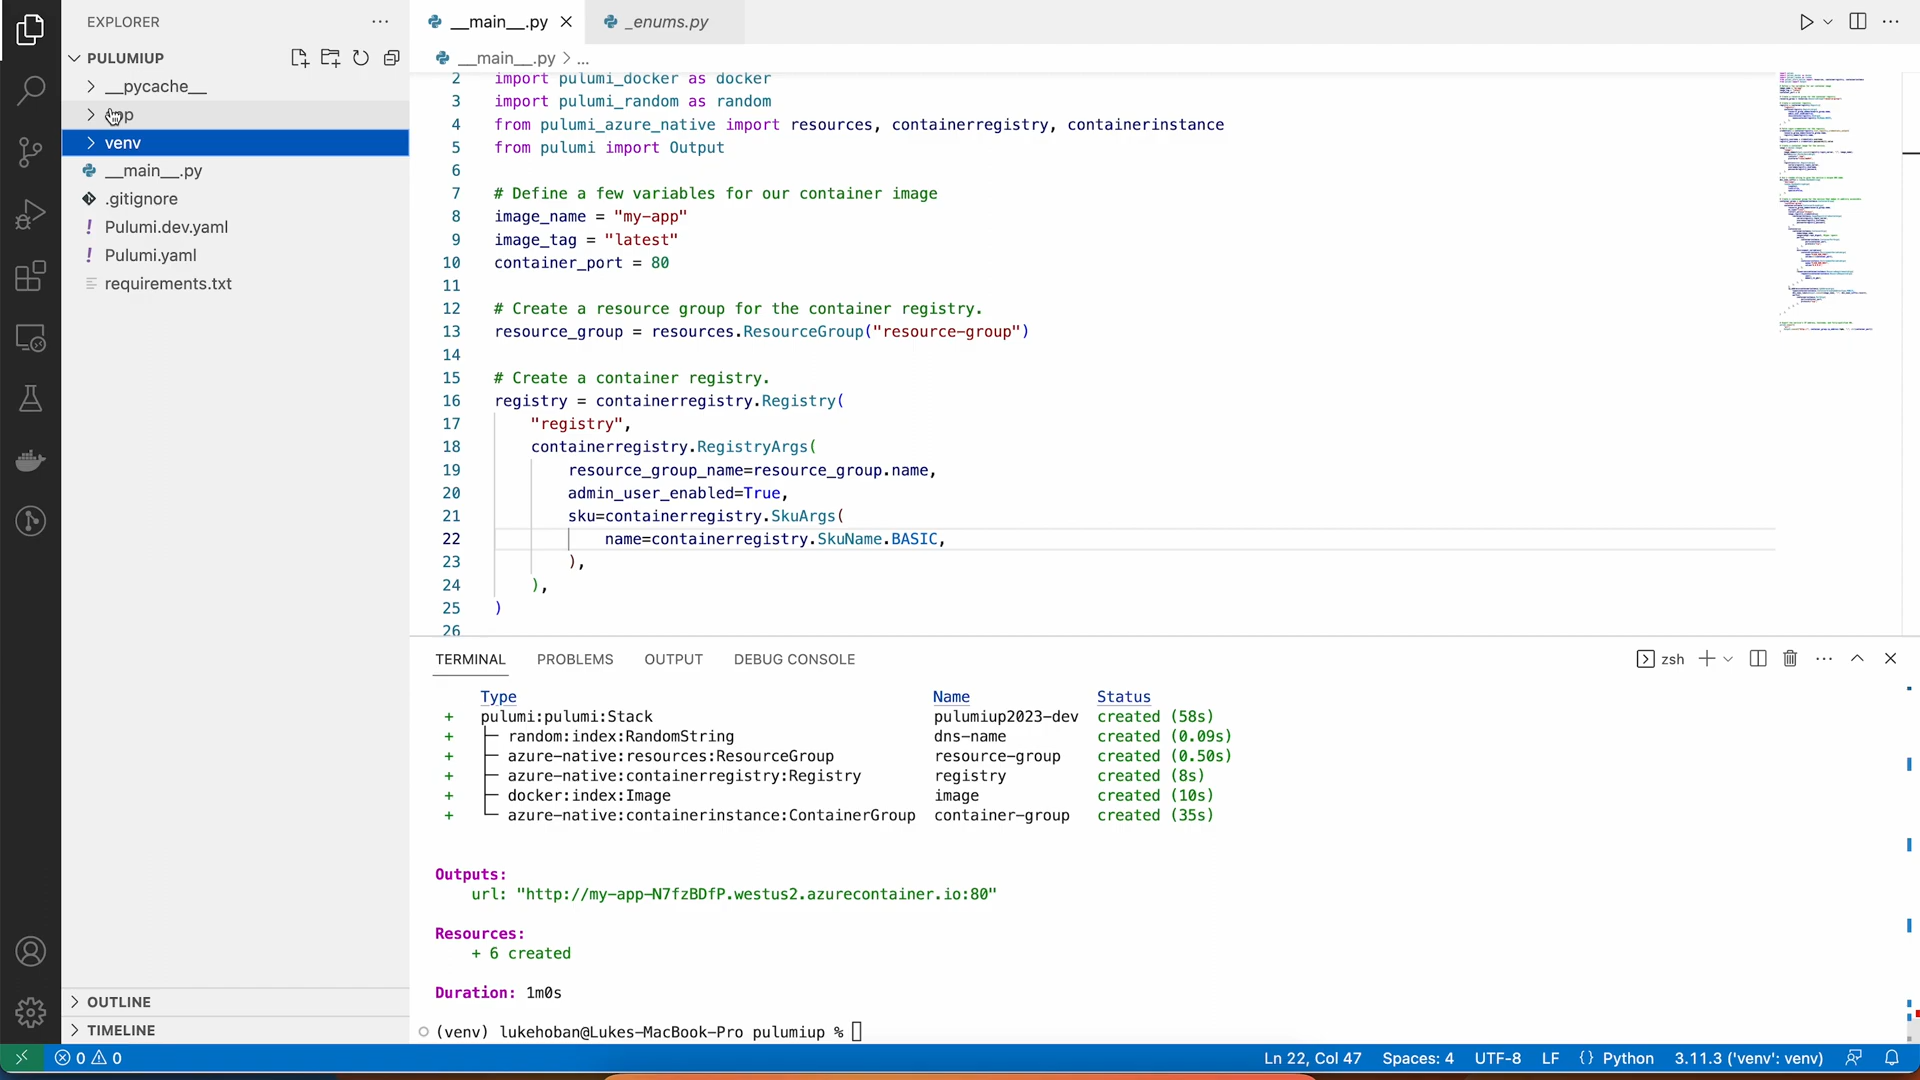 EXPLORER
PULUMIUP
__pycache__
venv
__main__.py
.gitignore
Pulumi.dev.yaml
Pulumi.yaml
requirements.txt
OUTLINE
TIMELINE
__main__.py
_enums.py
__main__.py > ...
2 import pulumi_docker as docker
3 import pulumi_random as random
4 from pulumi_azure_native import resources, containerregistry, containerinstance
5 from pulumi import Output
6
7 # Define a few variables for our container image
8 image_name = "my-app"
9 image_tag = "latest"
10 container_port = 80
11
12 # Create a resource group for the container registry.
13 resource_group = resources.ResourceGroup("resource-group")
14
15 # Create a container registry.
16 registry = containerregistry.Registry(
17 "registry",
18 containerregistry.RegistryArgs(
19 resource_group_name=resource_group.name,
20 admin_user_enabled=True,
21 sku=containerregistry.SkuArgs(
22 name=containerregistry.SkuName.BASIC,
23 ),
24 ),
25 )
26
TERMINAL PROBLEMS OUTPUT DEBUG CONSOLE
zsh
Type Name Status
+ pulumi:pulumi:Stack pulumiup2023-dev created (58s)
+ ├─ random:index:RandomString dns-name created (0.09s)
+ ├─ azure-native:resources:ResourceGroup resource-group created (0.50s)
+ ├─ azure-native:containerregistry:Registry registry created (8s)
+ ├─ docker:index:Image image created (10s)
+ └─ azure-native:containerinstance:ContainerGroup container-group created (35s)
Outputs:
url: "http://my-app-N7fzBDfP.westus2.azurecontainer.io:80"
Resources:
+ 6 created
Duration: 1m0s
(venv) lukehoban@Lukes-MacBook-Pro pulumiup %
0 0
Ln 22, Col 47 Spaces: 4 UTF-8 LF {} Python 3.11.3 ('venv': venv)